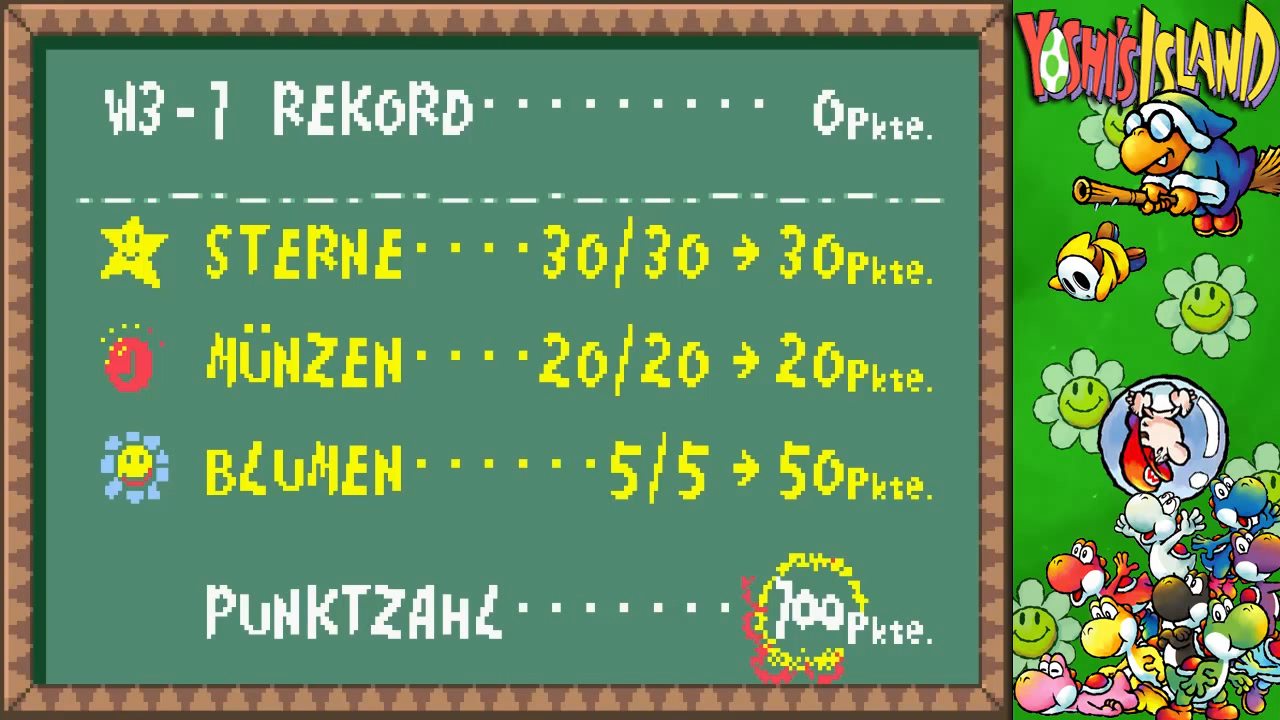 W3-1 REKORD·········· 0Pkte.
STERNE····30/30 → 30Pkte.
MÜNZEN····20/20 → 20Pkte.
BLUMEN······5/5 → 50Pkte.
PUNKTZAHL·······100Pkte.
YOSHI'S ISLAND